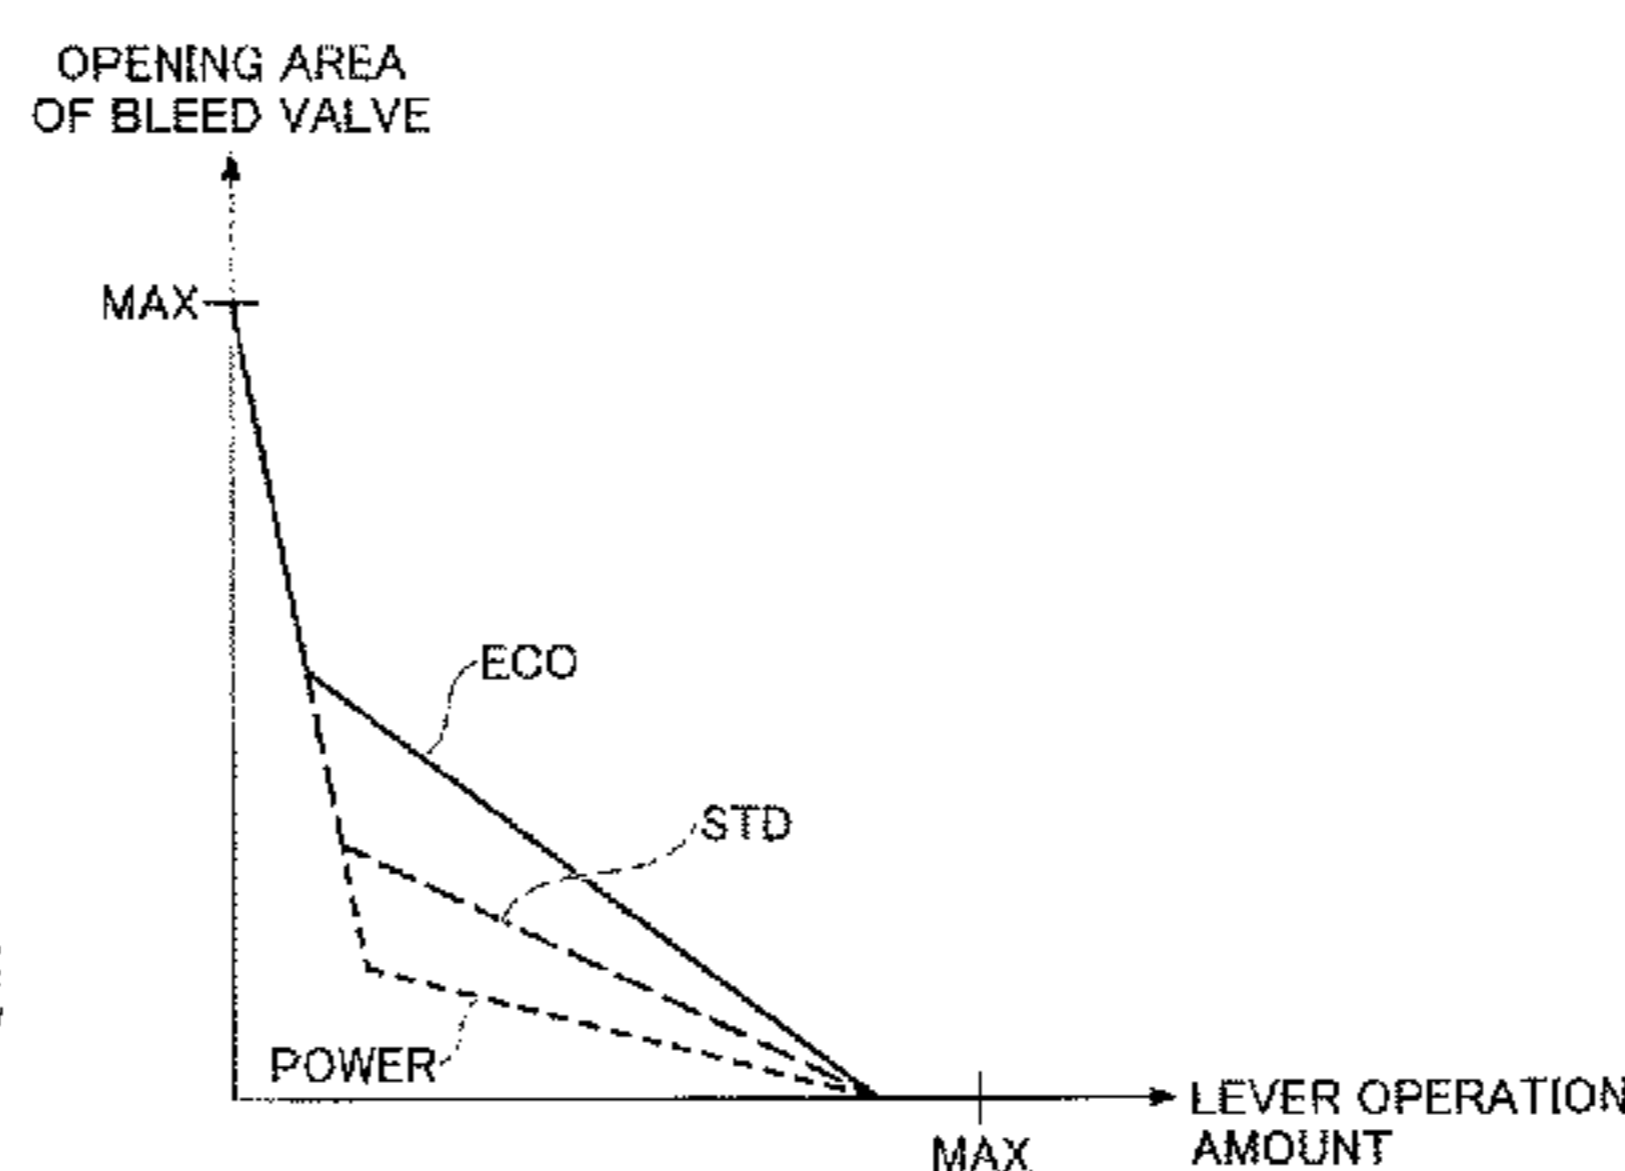 OPENING AREA
OF BLEED VALVE
MAX
ECO
STD
POWER
MAX
LEVER OPERATION
AMOUNT